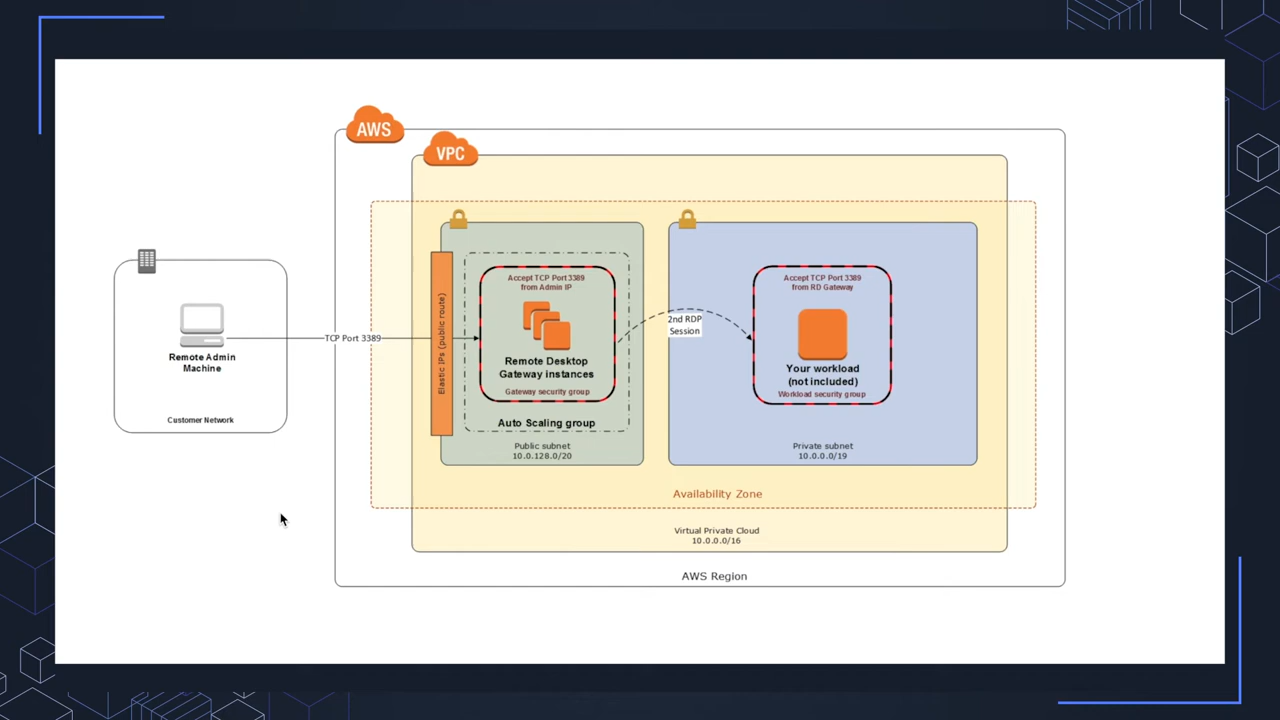 AWS
VPC
Remote Admin
Machine
Customer Network
TCP Port 3389
Elastic IPs (public route)
Accept TCP Port 3389
from Admin IP
Remote Desktop
Gateway instances
Gateway security group
Auto Scaling group
Public subnet
10.0.128.0/20
2nd RDP
Session
Accept TCP Port 3389
from RD Gateway
Your workload
(not included)
Workload security group
Private subnet
10.0.0.0/19
Availability Zone
Virtual Private Cloud
10.0.0.0/16
AWS Region